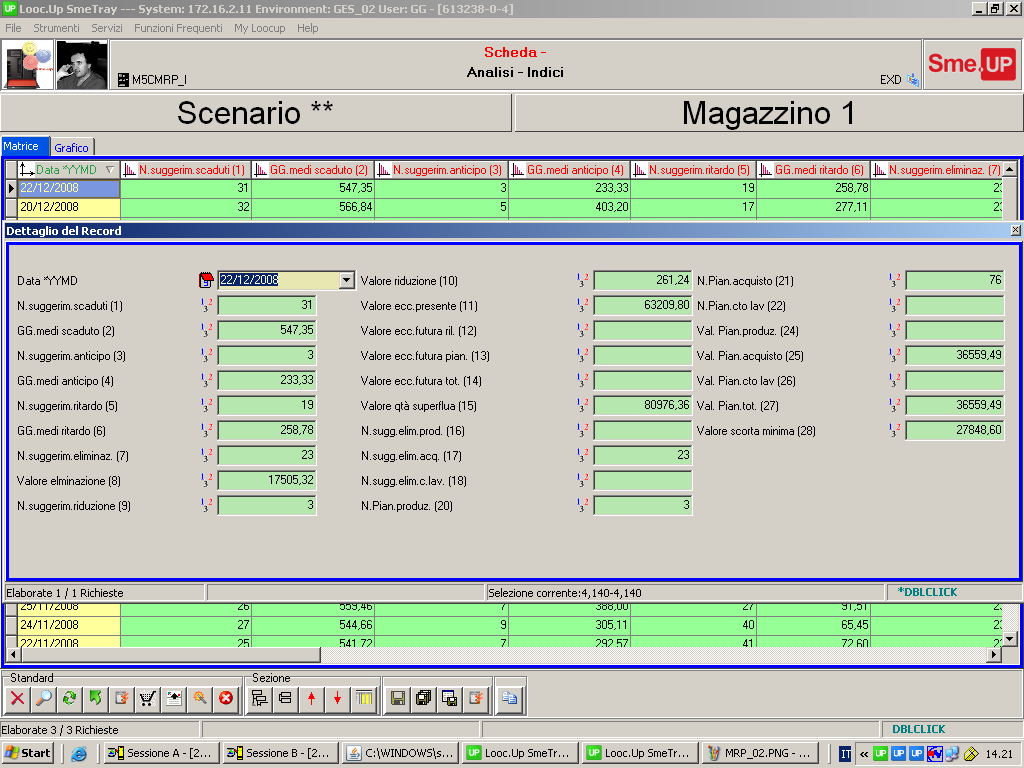 Looc.Up SmeTray --- System: 172.16.2.11 Environment: GES_02 User: GG - [613238-0-4]
File Strumenti Servizi Funzioni Frequenti My Loocup Help
M5CMRP_I
Scheda -
Analisi - Indici
EXD
Sme.UP
Scenario **
Magazzino 1
Matrice Grafico
Data *YYMD N.suggerim.scaduti (1) GG.medi scaduto (2) N.suggerim.anticipo (3) GG.medi anticipo (4) N.suggerim.ritardo (5) GG.medi ritardo (6) N.suggerim.eliminaz. (7)
22/12/2008 31 547,35 3 233,33 19 258,78
20/12/2008 32 566,84 5 403,20 17 277,11
Dettaglio del Record
Data *YYMD 22/12/2008 Valore riduzione (10) 261,24 N.Pian.acquisto (21) 76
N.suggerim.scaduti (1) 31 Valore ecc.presente (11) 63209,80 N.Pian.cto lav (22)
GG.medi scaduto (2) 547,35 Valore ecc.futura ril. (12) Val. Pian.produz. (24)
N.suggerim.anticipo (3) 3 Valore ecc.futura pian. (13) Val. Pian.acquisto (25) 36559,49
GG.medi anticipo (4) 233,33 Valore ecc.futura tot. (14) Val. Pian.cto lav (26)
N.suggerim.ritardo (5) 19 Valore qtà superflua (15) 80976,36 Val. Pian.tot. (27) 36559,49
GG.medi ritardo (6) 258,78 N.sugg.elim.prod. (16) Valore scorta minima (28) 27848,60
N.suggerim.eliminaz. (7) 23 N.sugg.elim.acq. (17) 23
Valore elminazione (8) 17505,32 N.sugg.elim.c.lav. (18)
N.suggerim.riduzione (9) 3 N.Pian.produz. (20) 3
Elaborate 1 / 1 Richieste Selezione corrente:4,140-4,140 *DBLCLICK
25/11/2008 26 559,46 7 388,00 27 91,51
24/11/2008 27 544,66 9 305,11 40 65,45
22/11/2008 25 541,72 7 292,57 41 72,60
Standard Sezione
Elaborate 3 / 3 Richieste DBLCLICK
Start Sessione A - [2... Sessione B - [2... C:\WINDOWS\s... Looc.Up SmeTr... Looc.Up SmeTr... MRP_02.PNG - ... IT « UP UP UP 14.21